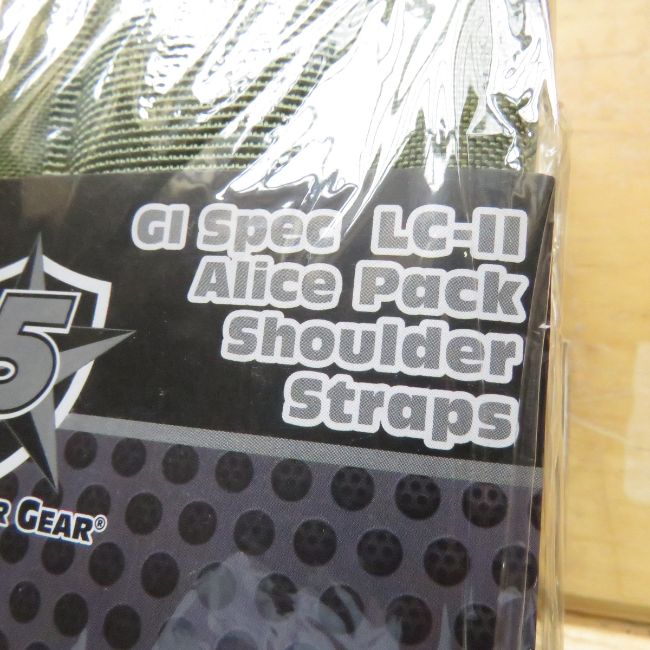 GI Spec LC-II
Alice Pack
Shoulder
Straps
5
R GEAR®